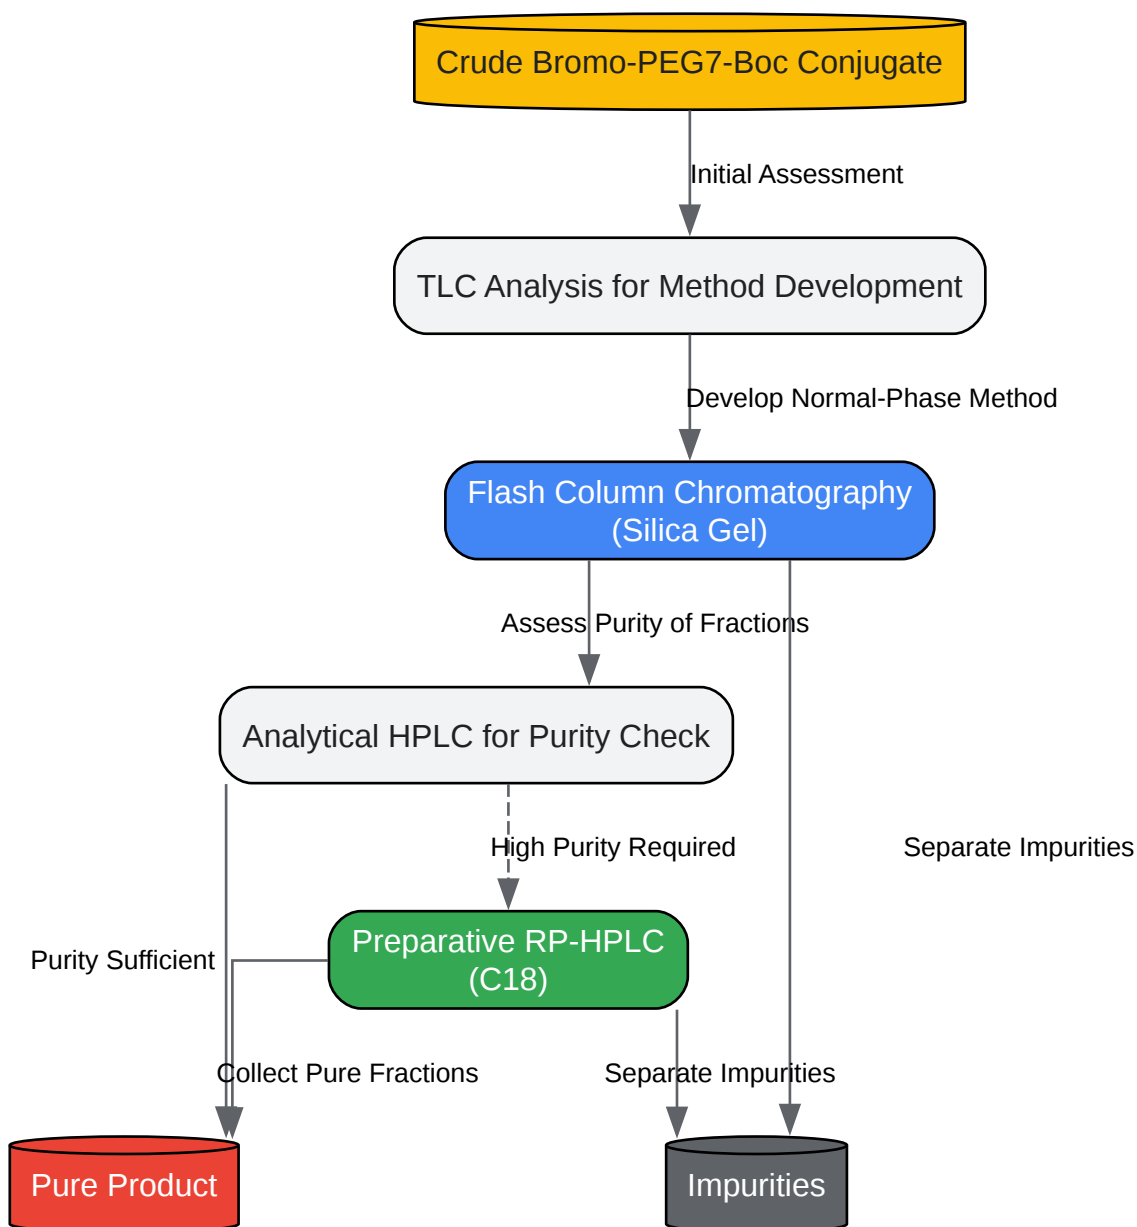 Crude Bromo-PEG7-Boc Conjugate
Initial Assessment
TLC Analysis for Method Development
Develop Normal-Phase Method
Flash Column Chromatography
(Silica Gel)
Assess Purity of Fractions
Analytical HPLC for Purity Check
High Purity Required
Separate Impurities
Preparative RP-HPLC
(C18)
Purity Sufficient
Collect Pure Fractions
Separate Impurities
Pure Product
Impurities